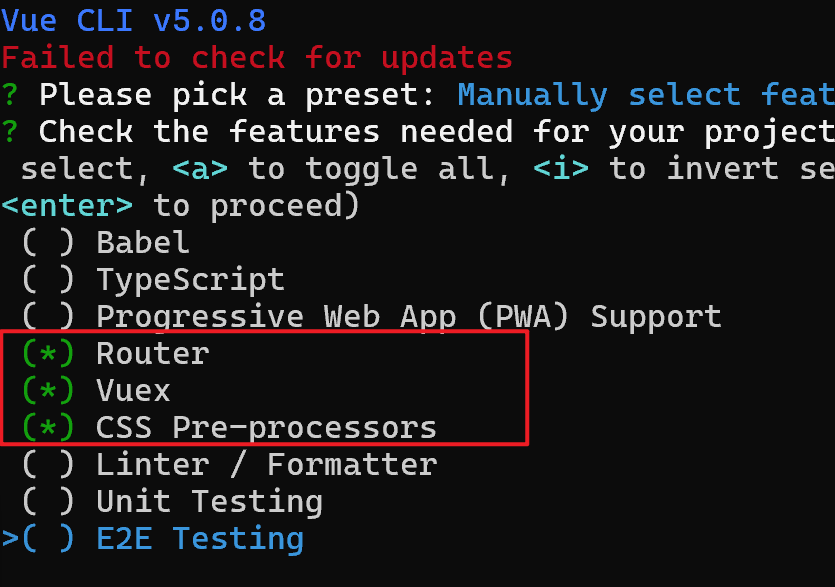 Vue CLI v5.0.8
Failed to check for updates
? Please pick a preset: Manually select feat
? Check the features needed for your project
select, <a> to toggle all, <i> to invert se
<enter> to proceed)
( ) Babel
( ) TypeScript
( ) Progressive Web App (PWA) Support
(*) Router
(*) Vuex
(*) CSS Pre-processors
( ) Linter / Formatter
( ) Unit Testing
>( ) E2E Testing